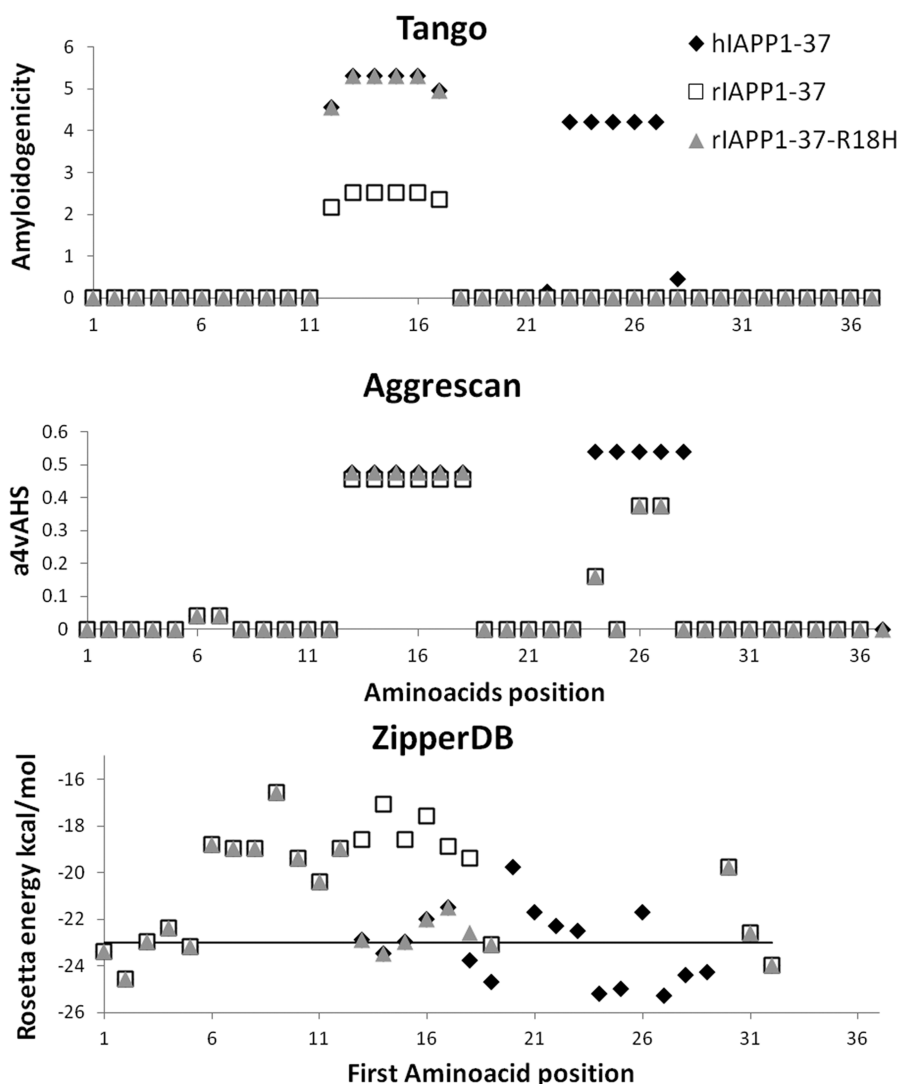 Tango
Amyloidogenicity
6
5
4
3
2
1
0
1 6 11 16 21 26 31 36
hIAPP1-37
rIAPP1-37
rIAPP1-37-R18H
Aggrescan
a4vAHS
0.6
0.5
0.4
0.3
0.2
0.1
0
1 6 11 16 21 26 31 36
Aminoacids position
ZipperDB
Rosetta energy kcal/mol
-16
-18
-20
-22
-24
-26
1 6 11 16 21 26 31 36
First Aminoacid position